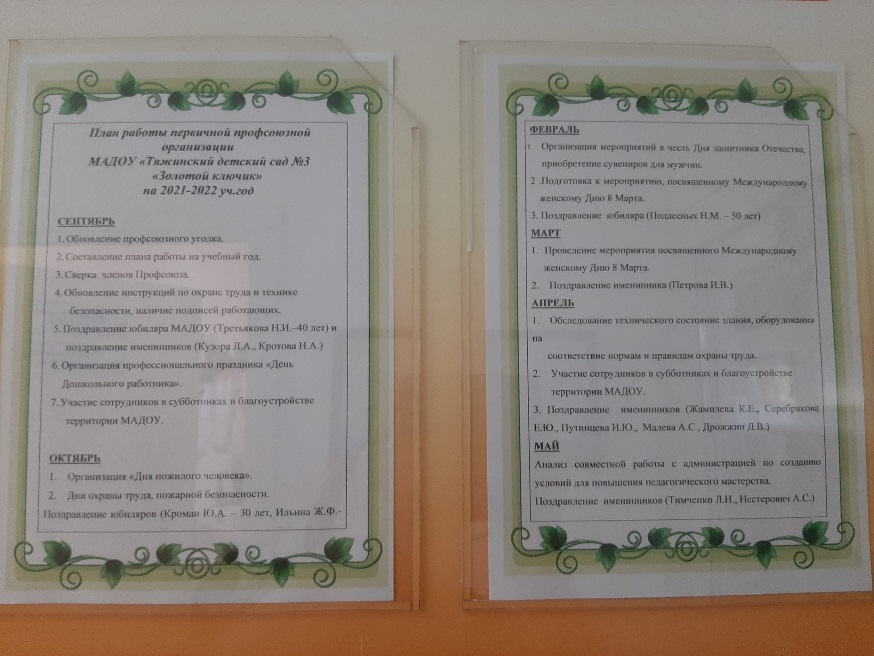 План работы первичной профсоюзной
организации
МАДОУ «Тяжинский детский сад №3
«Золотой ключик»
на 2021-2022 уч.год
СЕНТЯБРЬ
1. Обновление профсоюзного уголка.
2. Составление плана работы на учебный год.
3. Сверка членов Профсоюза.
4. Обновление инструкций по охране труда и технике
безопасности, наличие подписей работающих.
5. Поздравление юбиляра МАДОУ (Третьякова Н.И.–40 лет) и
поздравление именинников (Кузора Л.А., Кротова Н.А.)
6. Организация профессионального праздника «День
Дошкольного работника».
7. Участие сотрудников в субботниках и благоустройстве
территории МАДОУ.
ОКТЯБРЬ
1. Организация «Дня пожилого человека».
2. Дни охраны труда, пожарной безопасности.
Поздравление юбиляров (Кроман Ю.А. – 30 лет, Ильина Ж.Ф.-
ФЕВРАЛЬ
1. Организация мероприятий в честь Дня защитника Отечества,
приобретение сувениров для мужчин.
2 .Подготовка к мероприятию, посвященному Международному
женскому Дню 8 Марта.
3. Поздравление юбиляра (Подлесных Н.М. – 50 лет)
МАРТ
1. Проведение мероприятия посвященного Международному
женскому Дню 8 Марта.
2. Поздравление именинника (Петрова И.В.)
АПРЕЛЬ
1. Обследование технического состояние здания, оборудования
на
соответствие нормам и правилам охраны труда.
2. Участие сотрудников в субботниках и благоустройстве
территории МАДОУ.
3. Поздравление именинников (Жамилева К.Е., Серебрякова
Е.Ю., Путинцева И.Ю., Малева А.С., Дрожжин Д.В.)
МАЙ
Анализ совместной работы с администрацией по созданию
условий для повышения педагогического мастерства.
Поздравление именинников (Тимченко Л.Н., Нестерович А.С.)